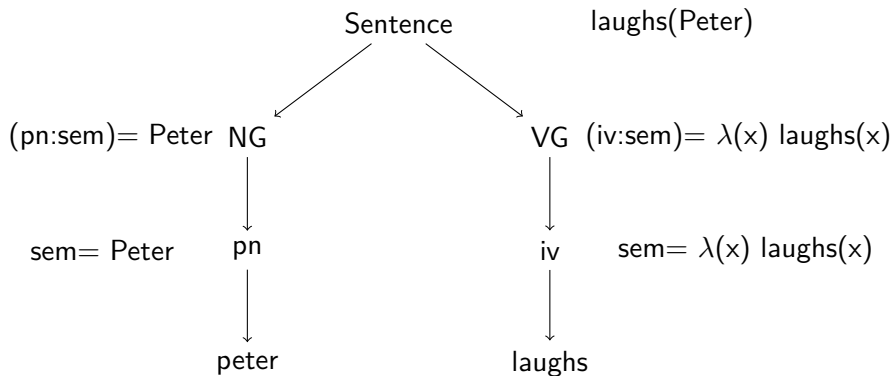 Sentence laughs(Peter)
(pn:sem)= Peter NG VG (iv:sem)= λ(x) laughs(x)
sem= Peter pn iv sem= λ(x) laughs(x)
peter laughs